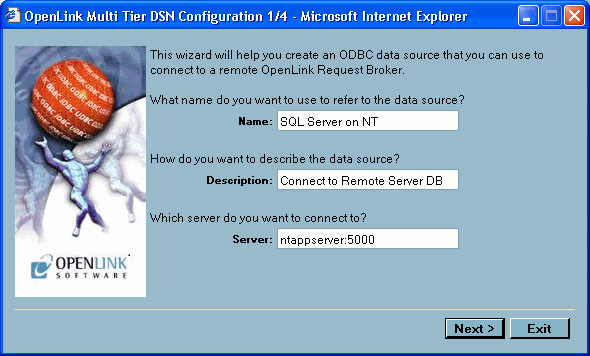 OpenLink Multi Tier DSN Configuration 1/4 - Microsoft Internet Explorer
This wizard will help you create an ODBC data source that you can use to
connect to a remote OpenLink Request Broker.
What name do you want to use to refer to the data source?
Name: SQL Server on NT
How do you want to describe the data source?
Description: Connect to Remote Server DB
Which server do you want to connect to?
Server: ntappserver:5000
OPENLINK
SOFTWARE
Next > Exit